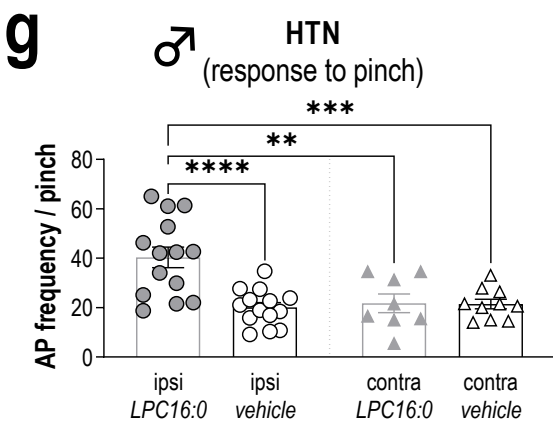 g
♂ HTN
(response to pinch)
***
**
****
AP frequency / pinch
80
60
40
20
0
ipsi ipsi contra contra
LPC16:0 vehicle LPC16:0 vehicle